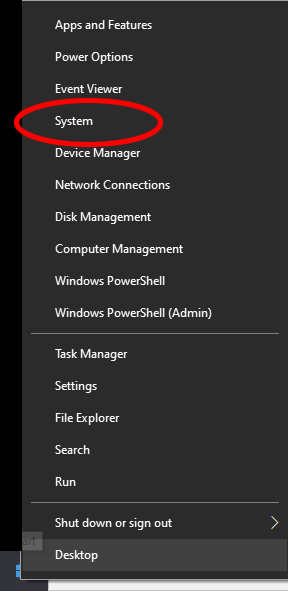 Apps and Features
Power Options
Event Viewer
System
Device Manager
Network Connections
Disk Management
Computer Management
Windows PowerShell
Windows PowerShell (Admin)
Task Manager
Settings
File Explorer
Search
Run
Shut down or sign out
Desktop